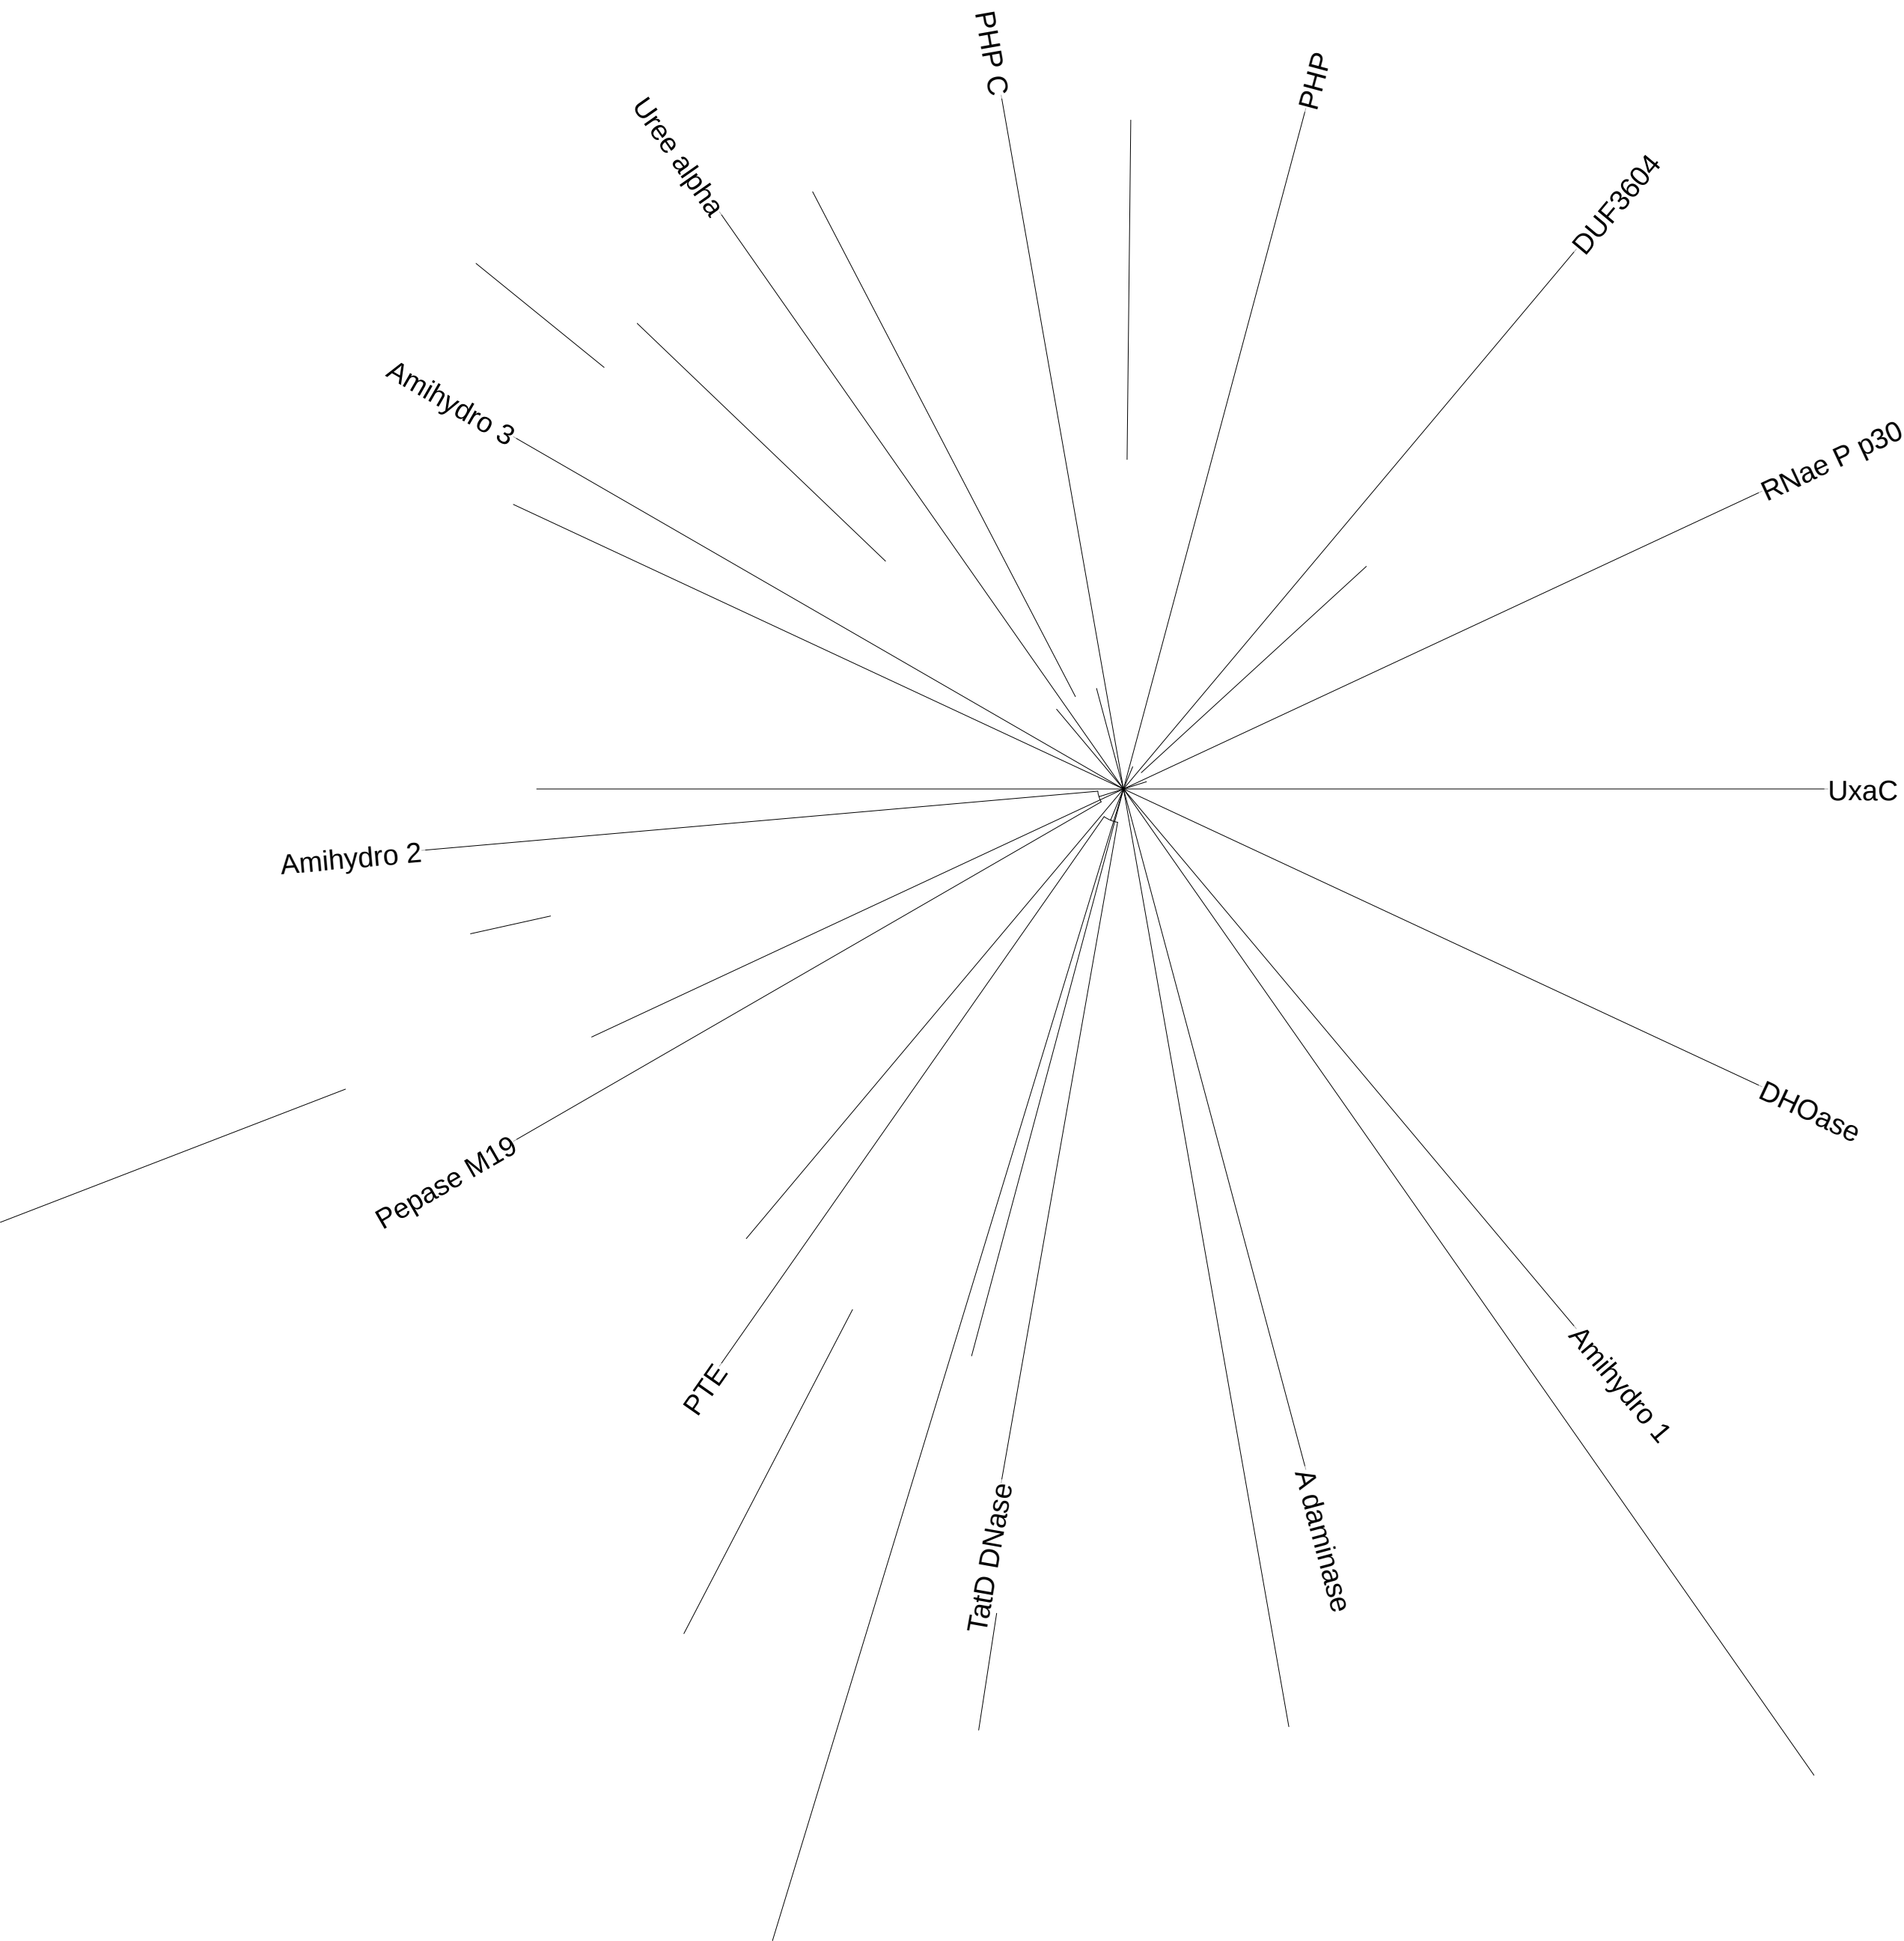 PHP C
PHP
Uree alpha
DUF3604
Amihydro 3
RNae P p30
UxaC
Amihydro 2
DHOase
Pepase M19
PTE
Amihydro 1
TatD DNase
A daminase